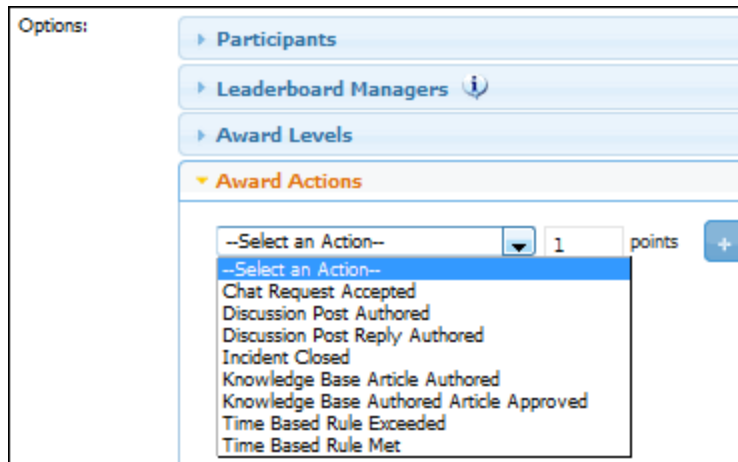 Options:
Participants
Leaderboard Managers
Award Levels
Award Actions
--Select an Action-- 1 points +
--Select an Action--
Chat Request Accepted
Discussion Post Authored
Discussion Post Reply Authored
Incident Closed
Knowledge Base Article Authored
Knowledge Base Authored Article Approved
Time Based Rule Exceeded
Time Based Rule Met